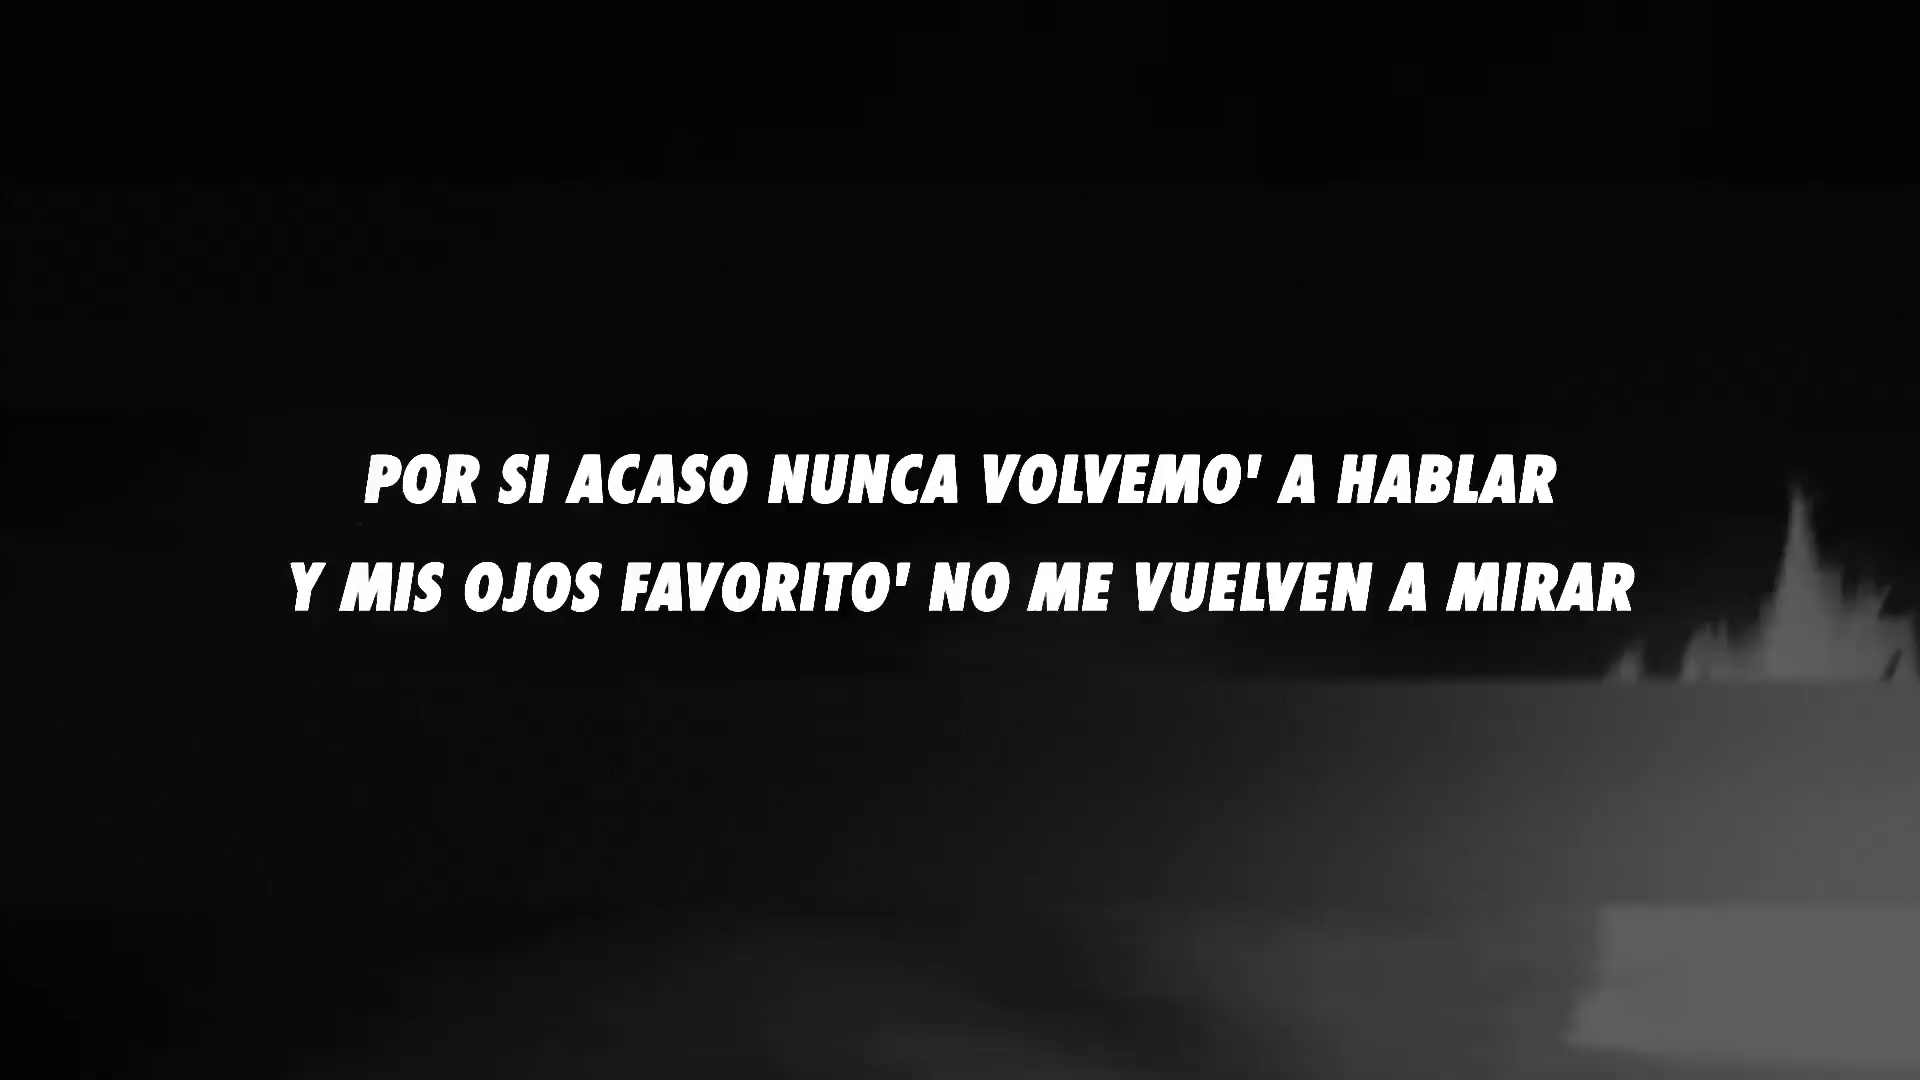 POR SI ACASO NUNCA VOLVEMO' A HABLAR
Y MIS OJOS FAVORITO' NO ME VUELVEN A MIRAR